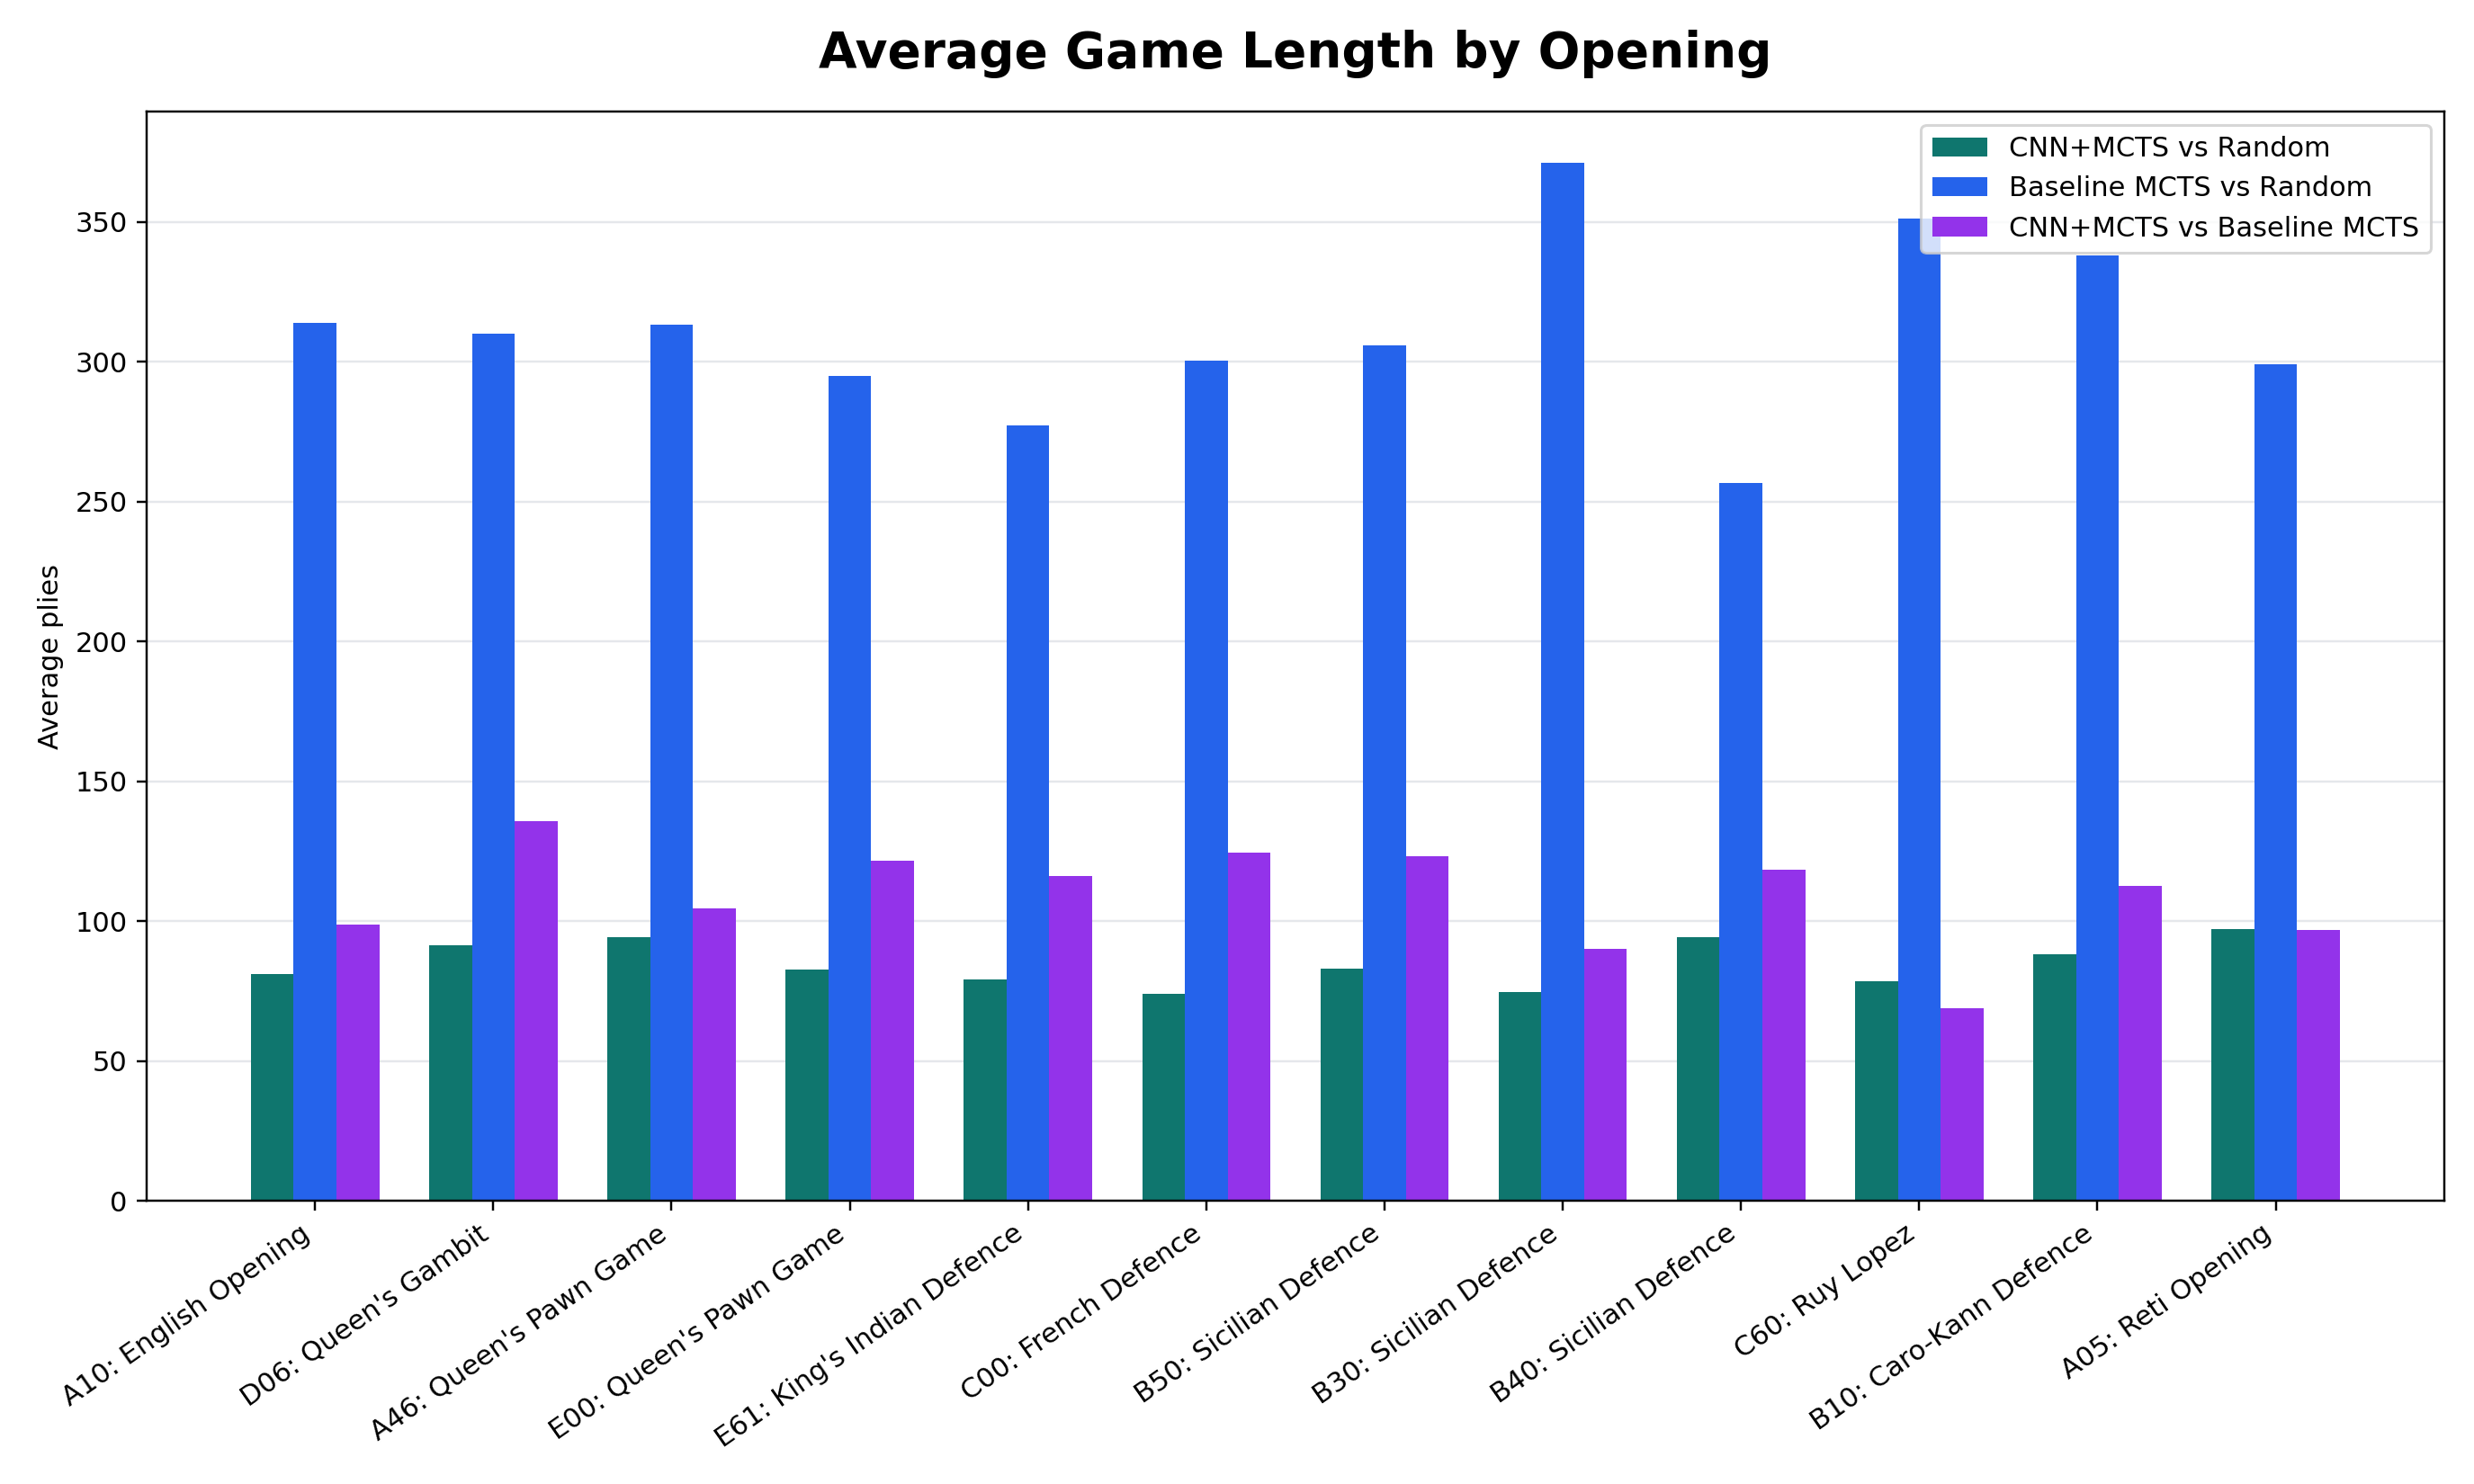 Average Game Length by Opening
CNN+MCTS vs Random
Baseline MCTS vs Random
CNN+MCTS vs Baseline MCTS
Average plies
350
300
250
200
150
100
50
0
A10: English Opening
D06: Queen's Gambit
A46: Queen's Pawn Game
E00: Queen's Pawn Game
E61: King's Indian Defence
C00: French Defence
B50: Sicilian Defence
B30: Sicilian Defence
B40: Sicilian Defence
C60: Ruy Lopez
B10: Caro-Kann Defence
A05: Reti Opening